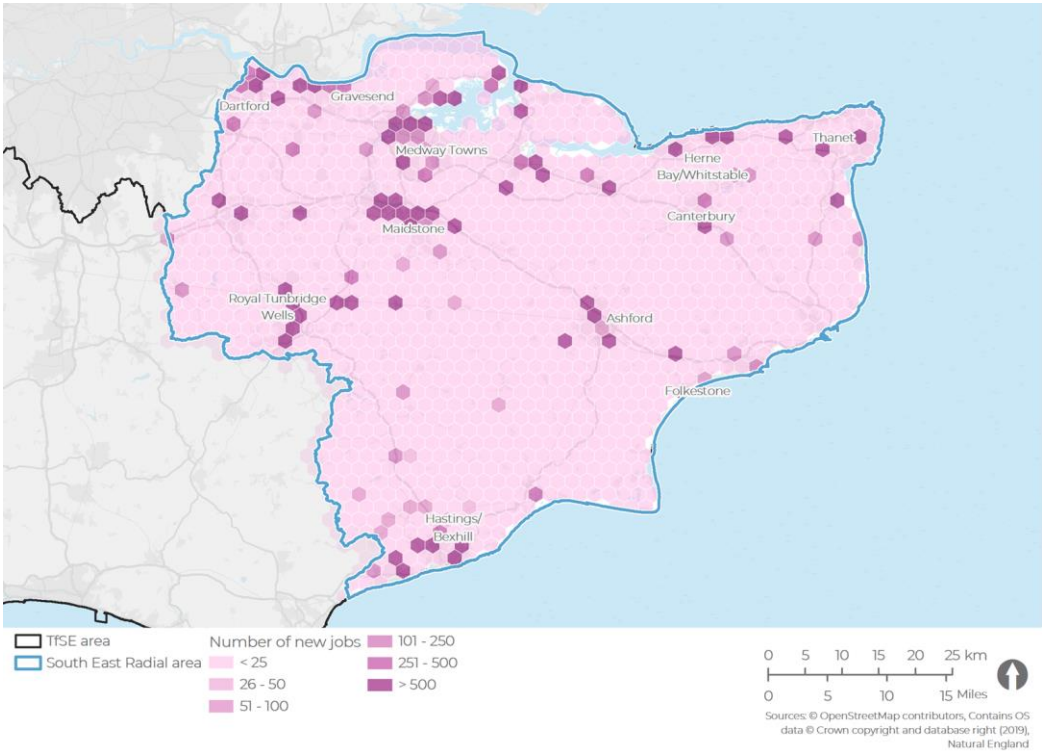 Dartford
Gravesend
Medway Towns
Thanet
Herne
Bay/Whitstable
Canterbury
Maidstone
Royal Tunbridge
Wells
Ashford
Folkestone
Hastings/
Bexhill
TfSE area
South East Radial area
Number of new jobs
< 25
26 - 50
51 - 100
101 - 250
251 - 500
> 500
0 5 10 15 20 25 km
0 5 10 15 Miles
Sources: © OpenStreetMap contributors, Contains OS
data © Crown copyright and database right (2019),
Natural England